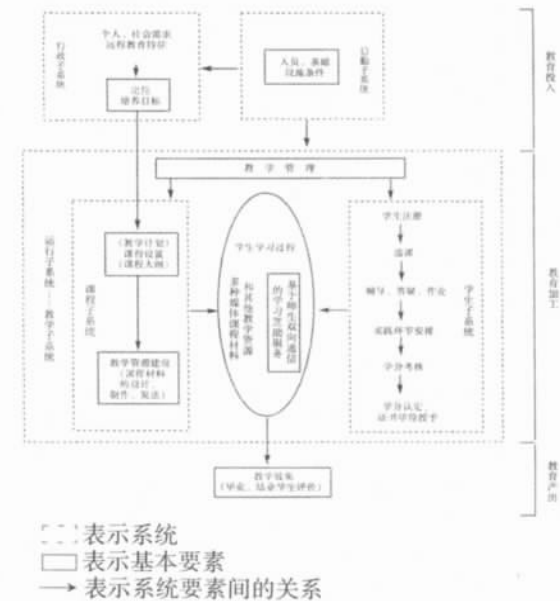 个人、社会需求
远程教育特征
行政子系统
定位
培养目标
人员、基础
设施条件
后勤子系统
教育投入
教 学 管 理
运行子系统——教学子系统
课程子系统
(教学计划)
课程设置
(课程大纲)
教学资源建设
(课程材料
的设计、
制作、发送)
学生学习过程
多种媒体课程材料
和其他教学资源
基于师生双向通信
的学习支助服务
学生注册
选课
辅导、答疑、作业
实践环节安排
学分考核
学分认定
证书学位授予
学生子系统
教育加工
教学效果
(毕业、结业学生评价)
教育产出
表示系统
表示基本要素
表示系统要素间的关系